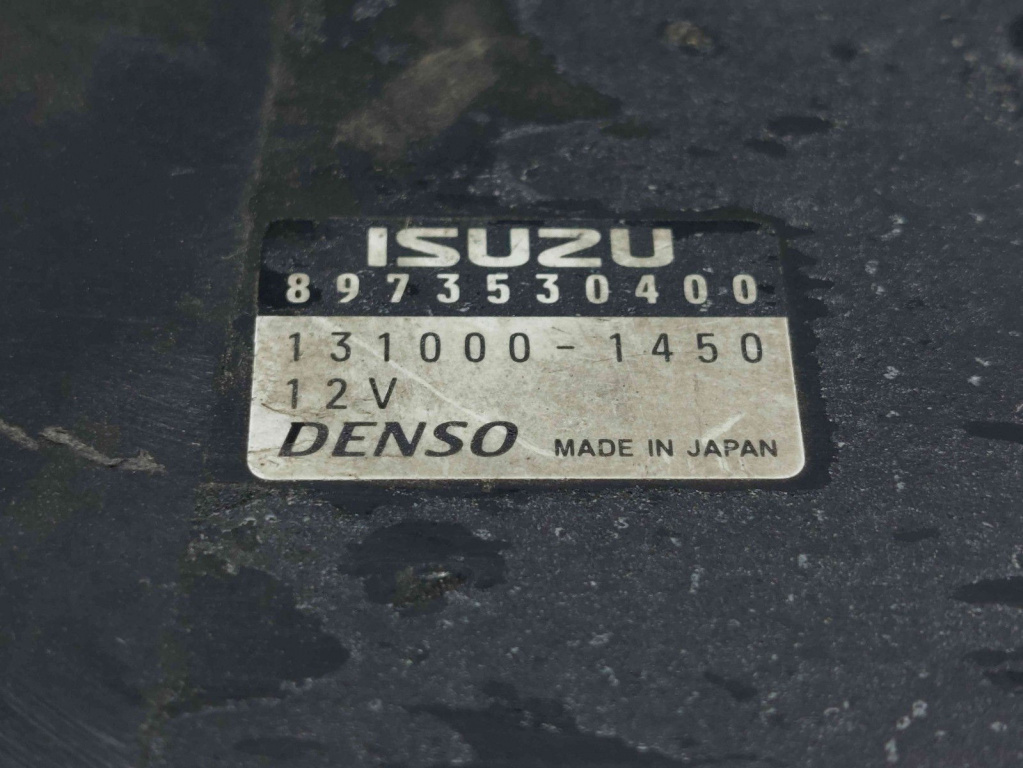 ISUZU
8973530400
131000-1450
12V
DENSO MADE IN JAPAN